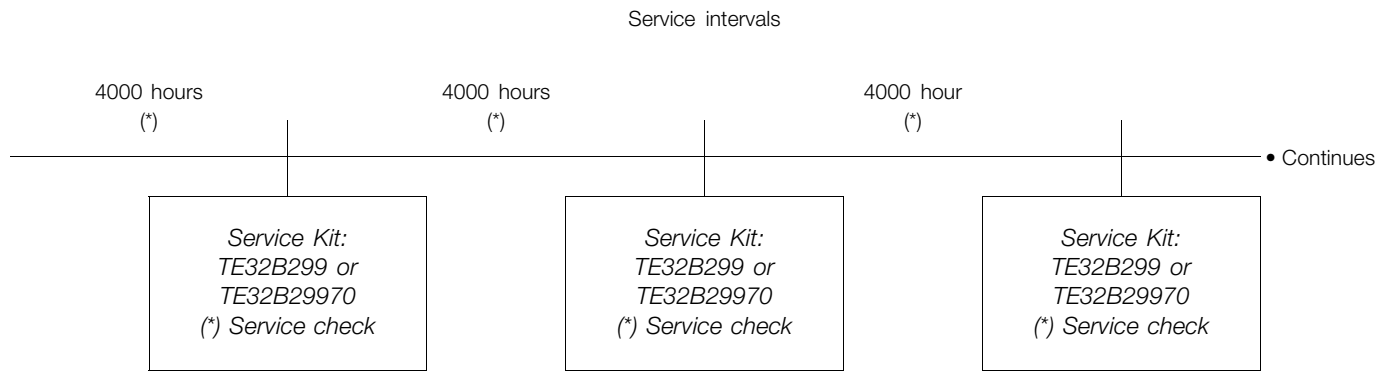 Service intervals
4000 hours
(*)
4000 hours
(*)
4000 hour
(*)
• Continues
Service Kit:
TE32B299 or
TE32B29970
(*) Service check
Service Kit:
TE32B299 or
TE32B29970
(*) Service check
Service Kit:
TE32B299 or
TE32B29970
(*) Service check